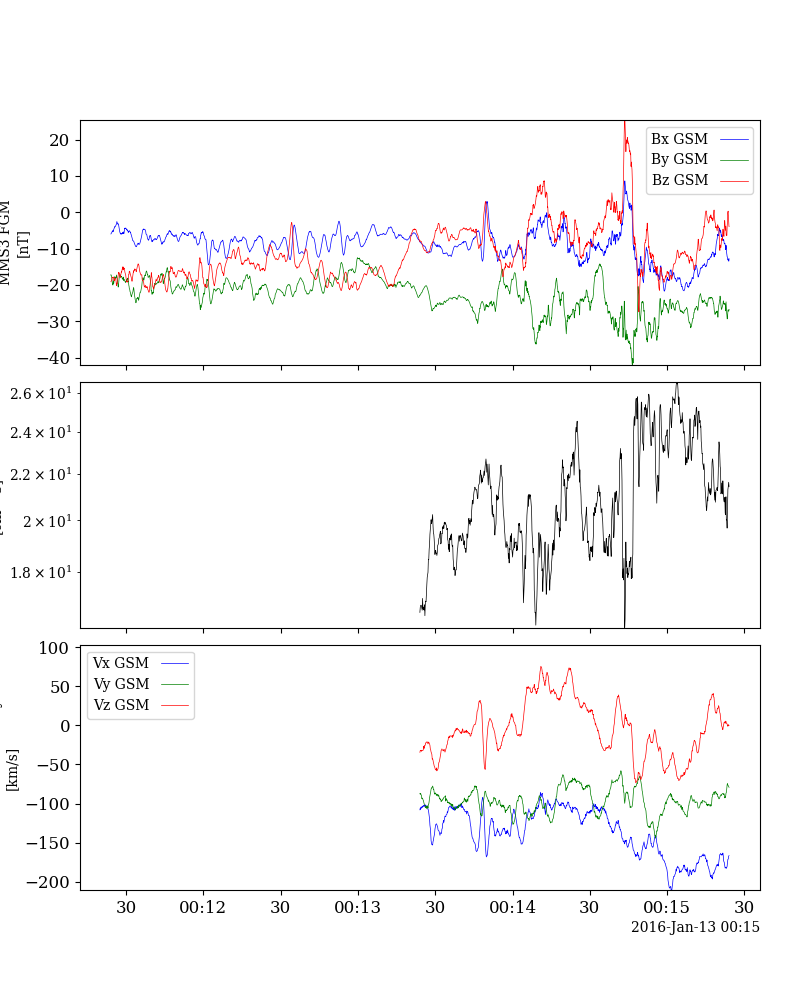 20
10
0
−10
−20
−30
−40
MMS3 FGM
[nT]
Bx GSM
By GSM
Bz GSM
2.6 × 10¹
2.4 × 10¹
2.2 × 10¹
2 × 10¹
1.8 × 10¹
100
50
0
−50
−100
−150
−200
[km/s]
Vx GSM
Vy GSM
Vz GSM
30 00:12 30 00:13 30 00:14 30 00:15 30
2016-Jan-13 00:15